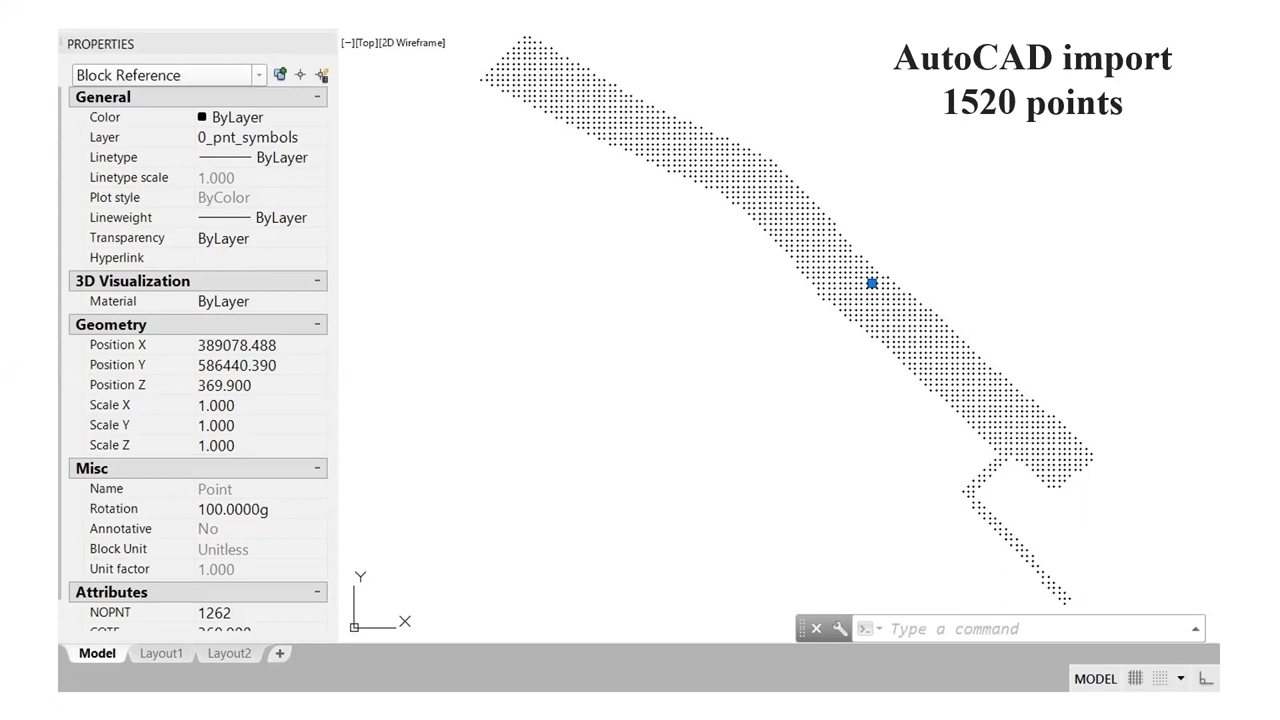 PROPERTIES
[−][Top][2D Wireframe]
AutoCAD import
1520 points
Block Reference
General
Color ByLayer
Layer 0_pnt_symbols
Linetype ByLayer
Linetype scale 1.000
Plot style ByColor
Lineweight ByLayer
Transparency ByLayer
Hyperlink
3D Visualization
Material ByLayer
Geometry
Position X 389078.488
Position Y 586440.390
Position Z 369.900
Scale X 1.000
Scale Y 1.000
Scale Z 1.000
Misc
Name Point
Rotation 100.0000g
Annotative No
Block Unit Unitless
Unit factor 1.000
Attributes
NOPNT 1262
Y
X
Type a command
Model Layout1 Layout2 +
MODEL